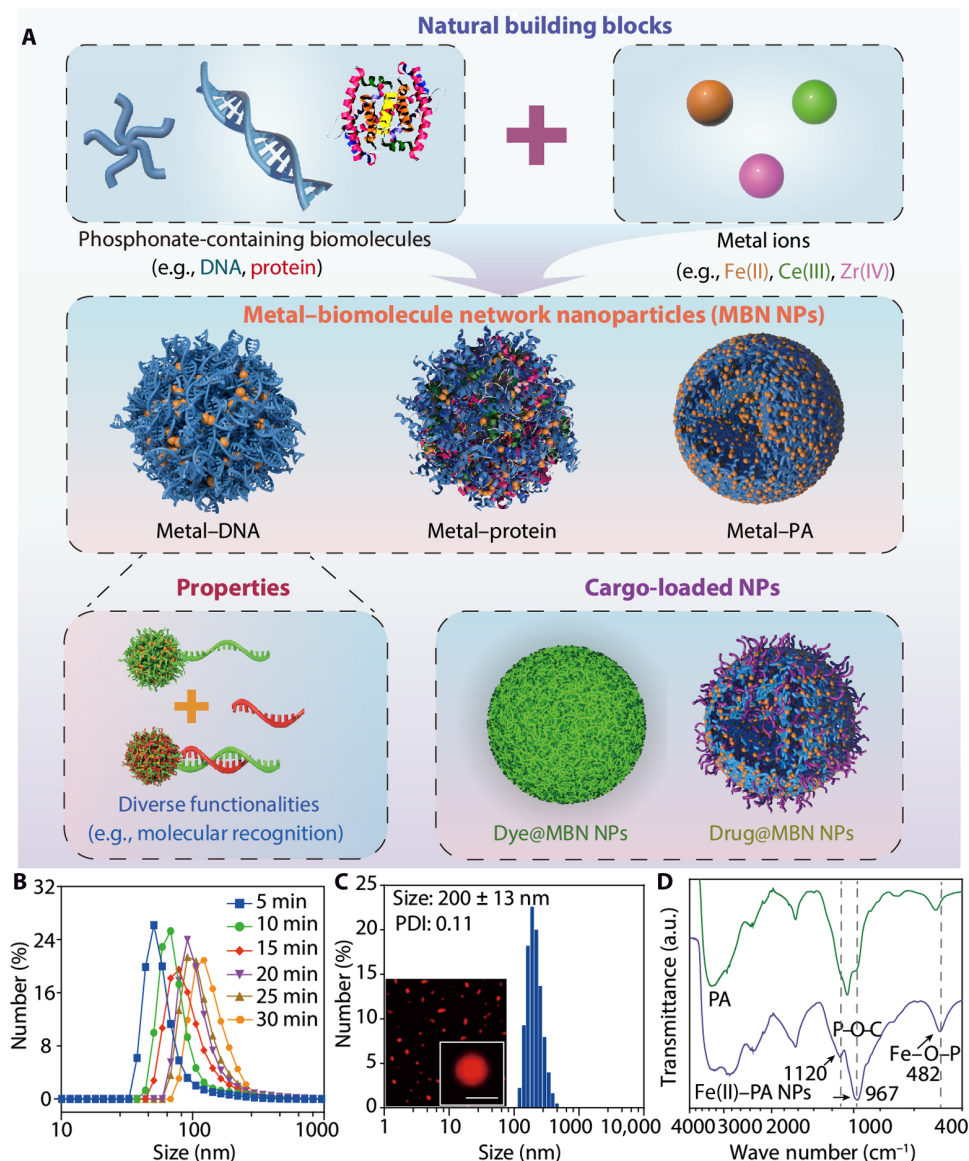 A
Natural building blocks
Phosphonate-containing biomolecules
(e.g., DNA, protein)
Metal ions
(e.g., Fe(II), Ce(III), Zr(IV))
Metal–biomolecule network nanoparticles (MBN NPs)
Metal–DNA
Metal–protein
Metal–PA
Properties
Cargo-loaded NPs
Diverse functionalities
(e.g., molecular recognition)
Dye@MBN NPs
Drug@MBN NPs
B
32
24
16
8
0
Number (%)
5 min
10 min
15 min
20 min
25 min
30 min
10
100
1000
Size (nm)
C
25
20
15
10
5
0
Number (%)
Size: 200 ± 13 nm
PDI: 0.11
1
10
100
1000
10,000
Size (nm)
D
Transmittance (a.u.)
PA
P–O–C
Fe–O–P
1120
482
Fe(II)–PA NPs
967
4000
3000
2000
1000
400
Wave number (cm⁻¹)